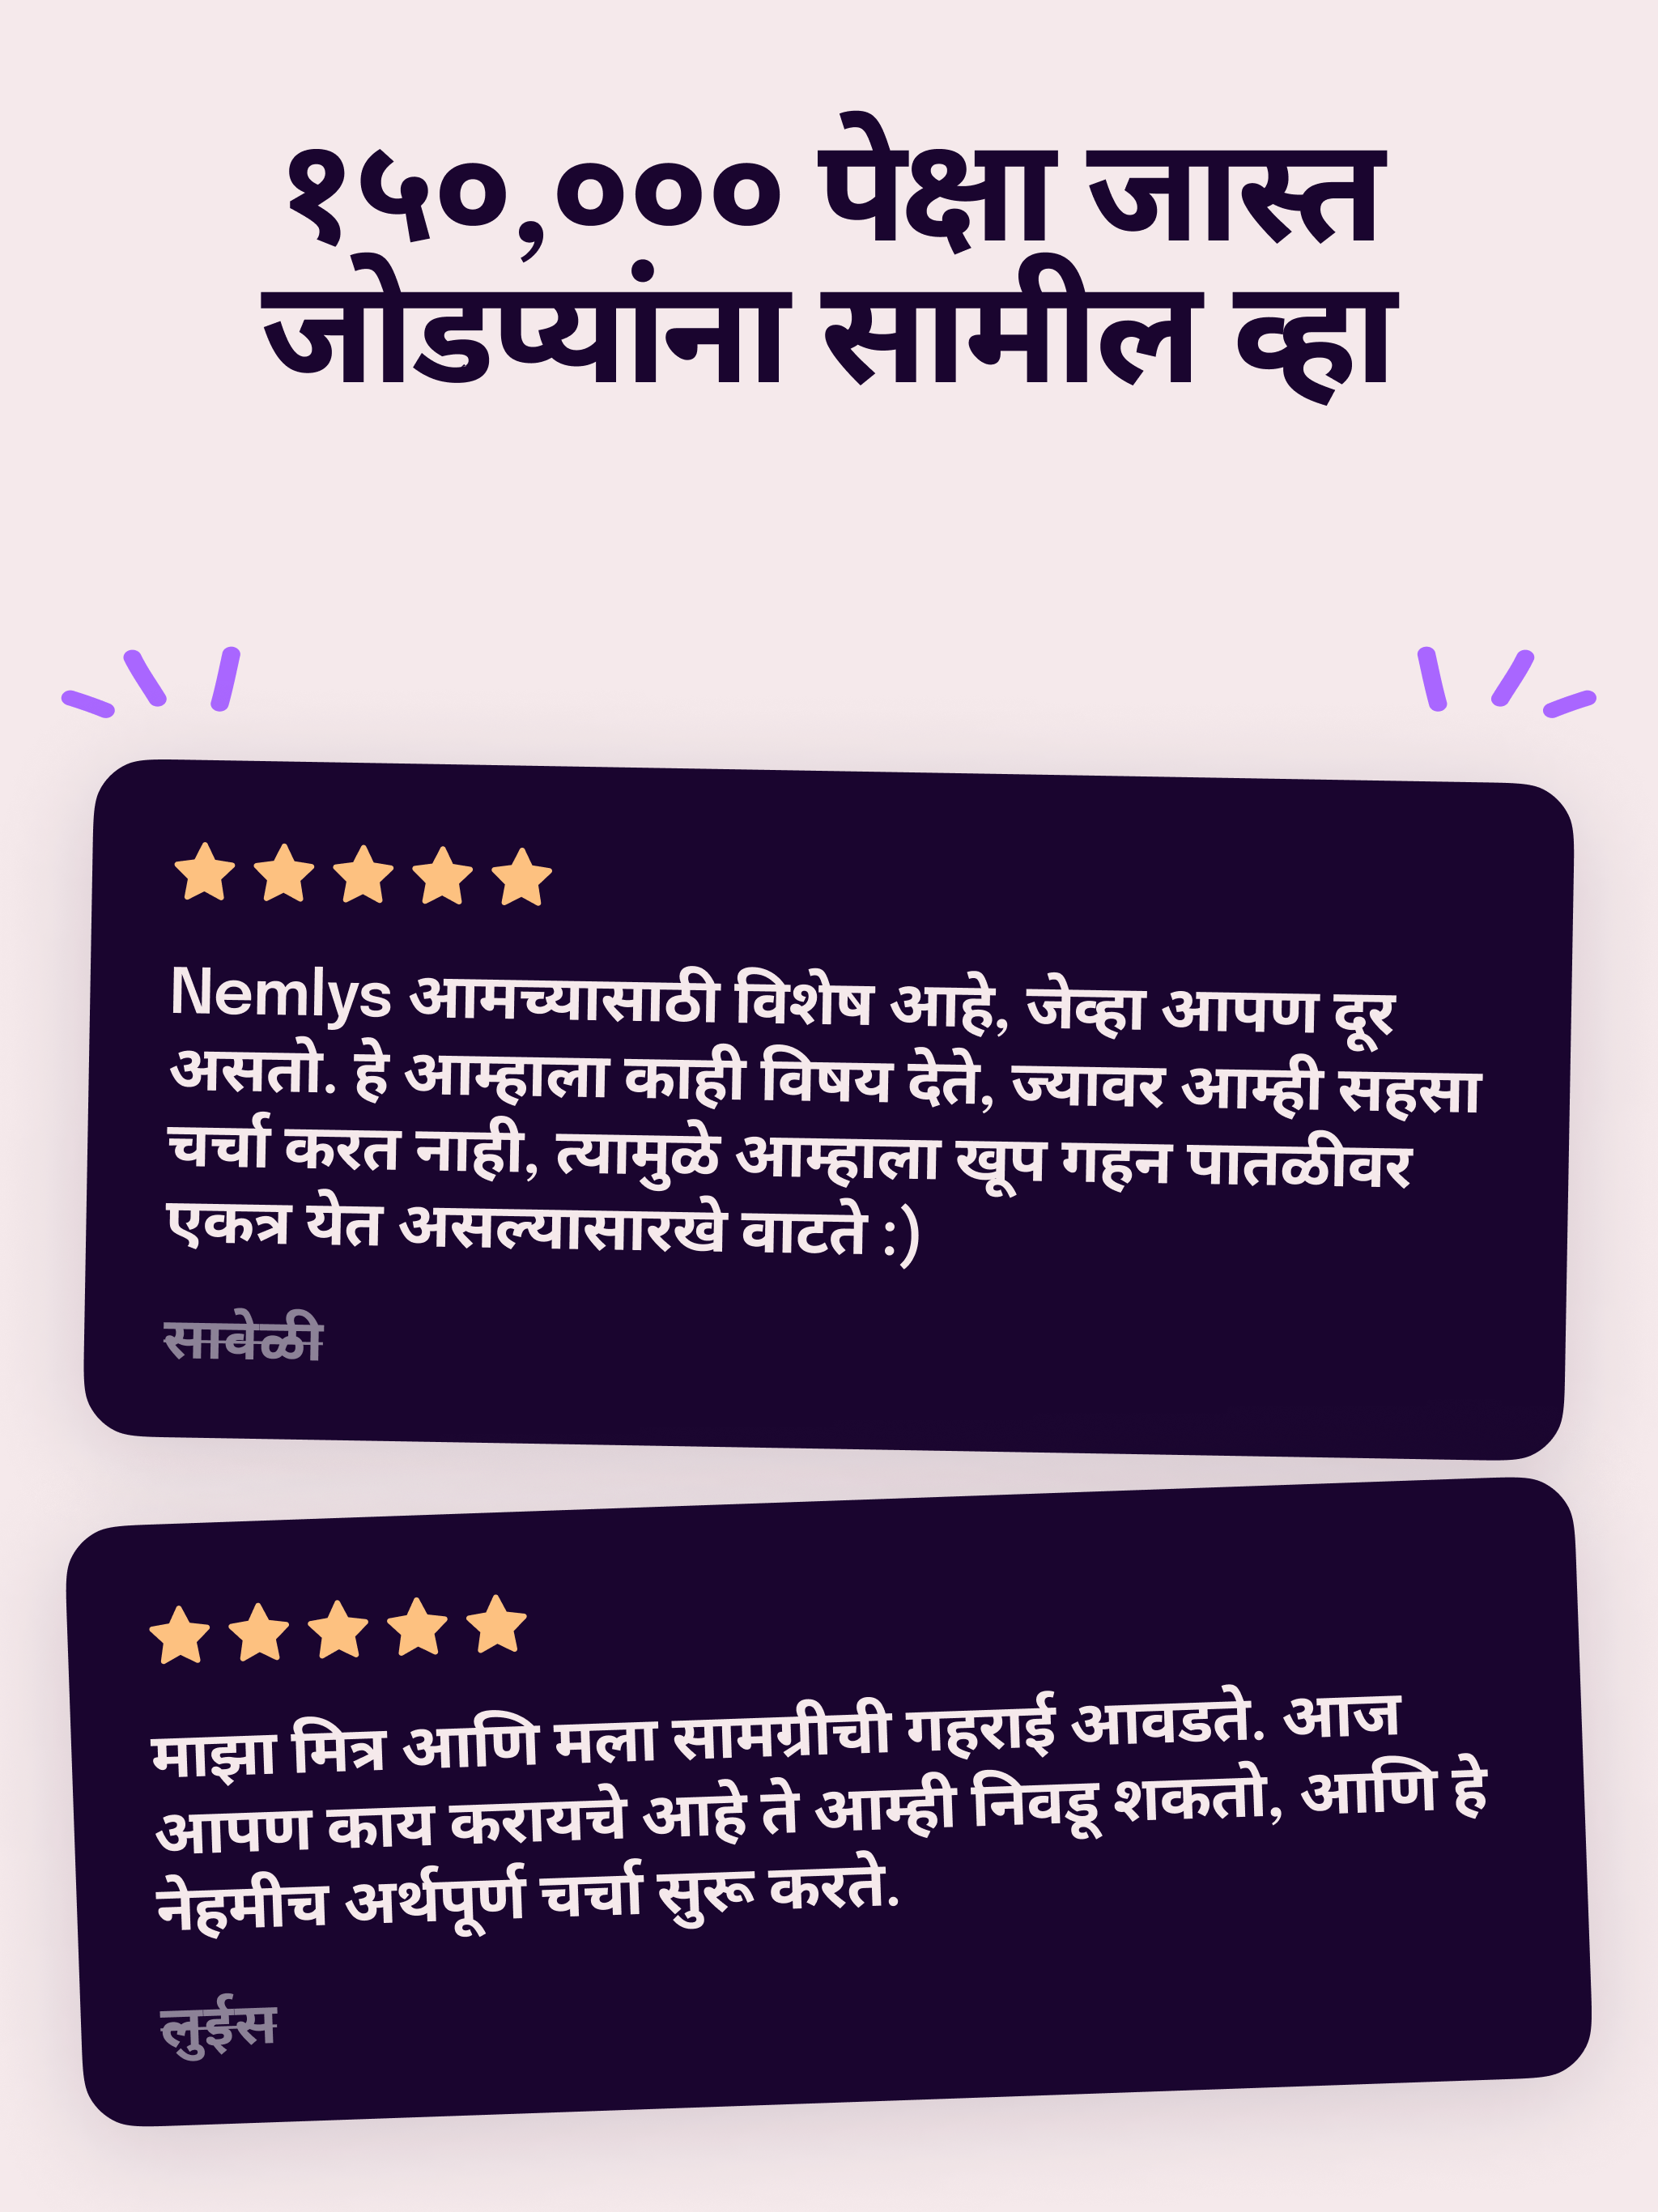 १५०,००० पेक्षा जास्त
जोडप्यांना सामील व्हा
Nemlys आमच्यासाठी विशेष आहे, जेव्हा आपण दूर
असतो. हे आम्हाला काही विषय देते, ज्यावर आम्ही सहसा
चर्चा करत नाही, त्यामुळे आम्हाला खूप गहन पातळीवर
एकत्र येत असल्यासारखे वाटते :)
सावेळी
माझा मित्र आणि मला सामग्रीची गहराई आवडते. आज
आपण काय करायचे आहे ते आम्ही निवडू शकतो, आणि हे
नेहमीच अर्थपूर्ण चर्चा सुरू करते.
लुईस